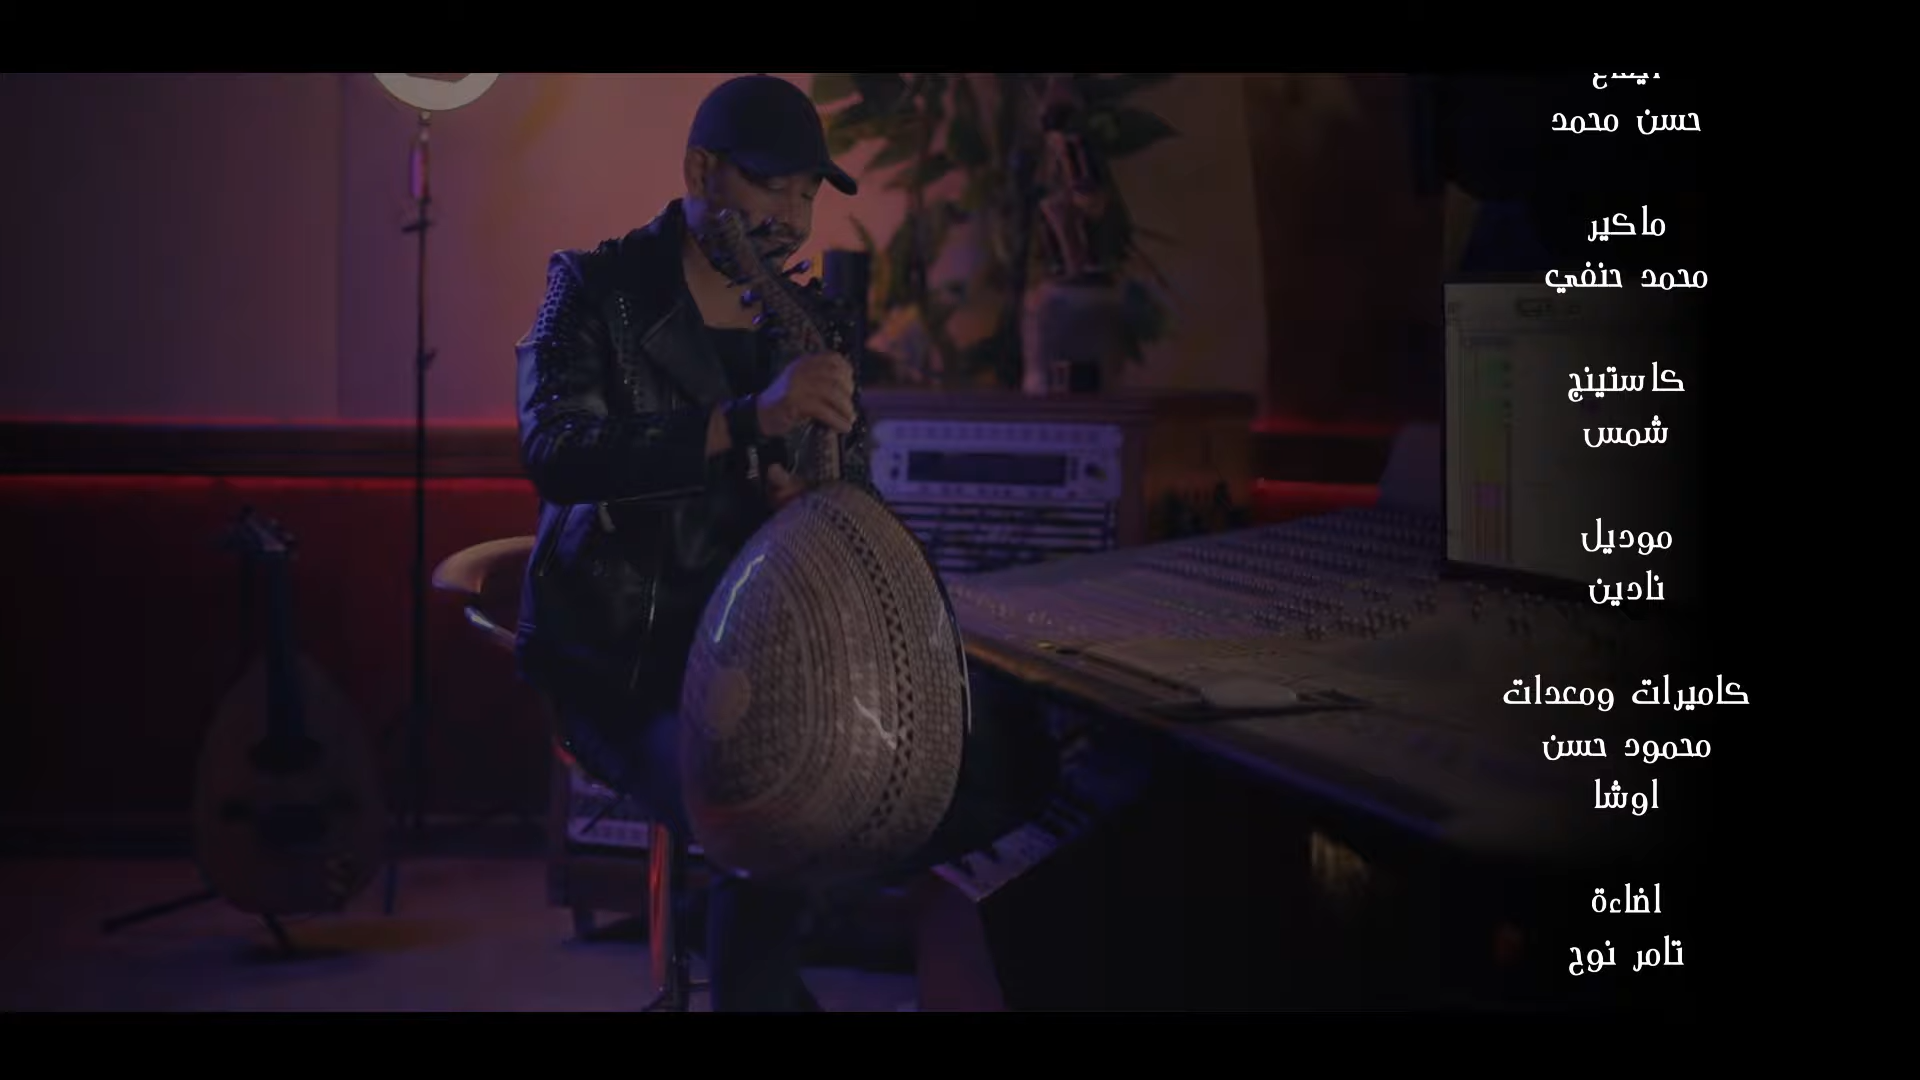 حسن محمد
ماكير
محمد حنفي
كاستينج
شمس
موديل
نادين
كاميرات ومعدات
محمود حسن
اوشا
اضاءة
تامر نوح